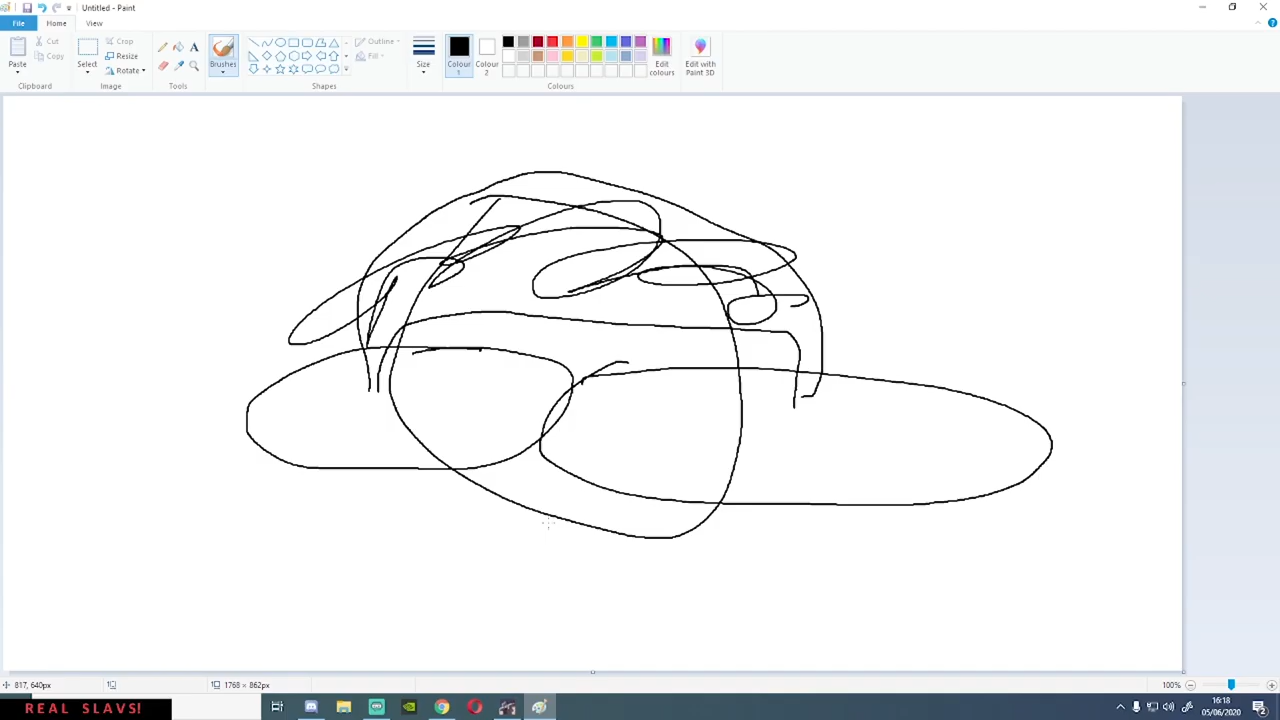 Untitled - Paint
File Home View
Cut Crop Outline
Copy Resize Fill
Paste Select Rotate Brushes Size Colour 1 Colour 2 Edit colours Edit with Paint 3D
Clipboard Image Tools Shapes Colours
817, 640px 1768 × 862px 100%
16:18
REAL SLAVS! 05/06/2020 2